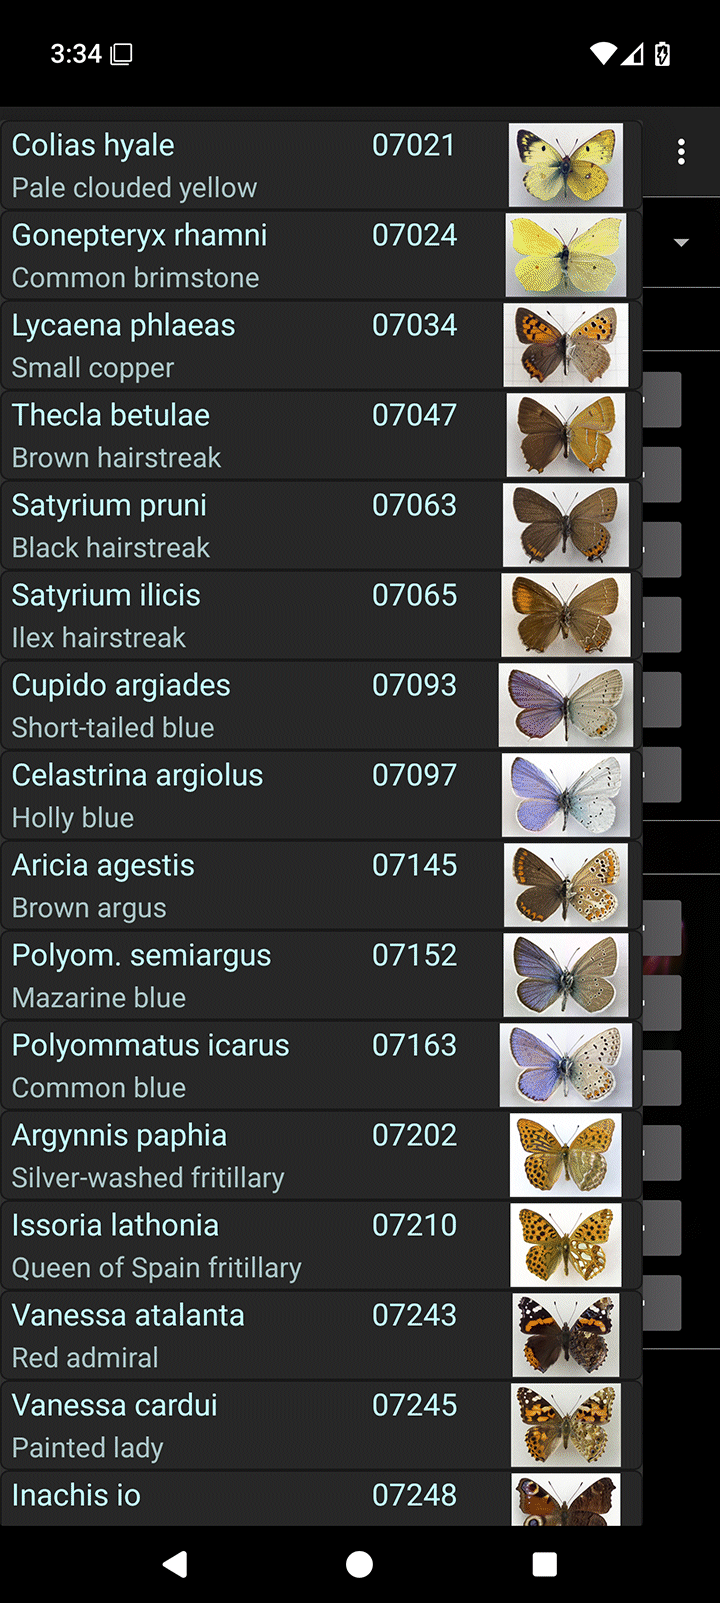 3:34
Colias hyale 07021
Pale clouded yellow
Gonepteryx rhamni 07024
Common brimstone
Lycaena phlaeas 07034
Small copper
Thecla betulae 07047
Brown hairstreak
Satyrium pruni 07063
Black hairstreak
Satyrium ilicis 07065
Ilex hairstreak
Cupido argiades 07093
Short-tailed blue
Celastrina argiolus 07097
Holly blue
Aricia agestis 07145
Brown argus
Polyom. semiargus 07152
Mazarine blue
Polyommatus icarus 07163
Common blue
Argynnis paphia 07202
Silver-washed fritillary
Issoria lathonia 07210
Queen of Spain fritillary
Vanessa atalanta 07243
Red admiral
Vanessa cardui 07245
Painted lady
Inachis io 07248